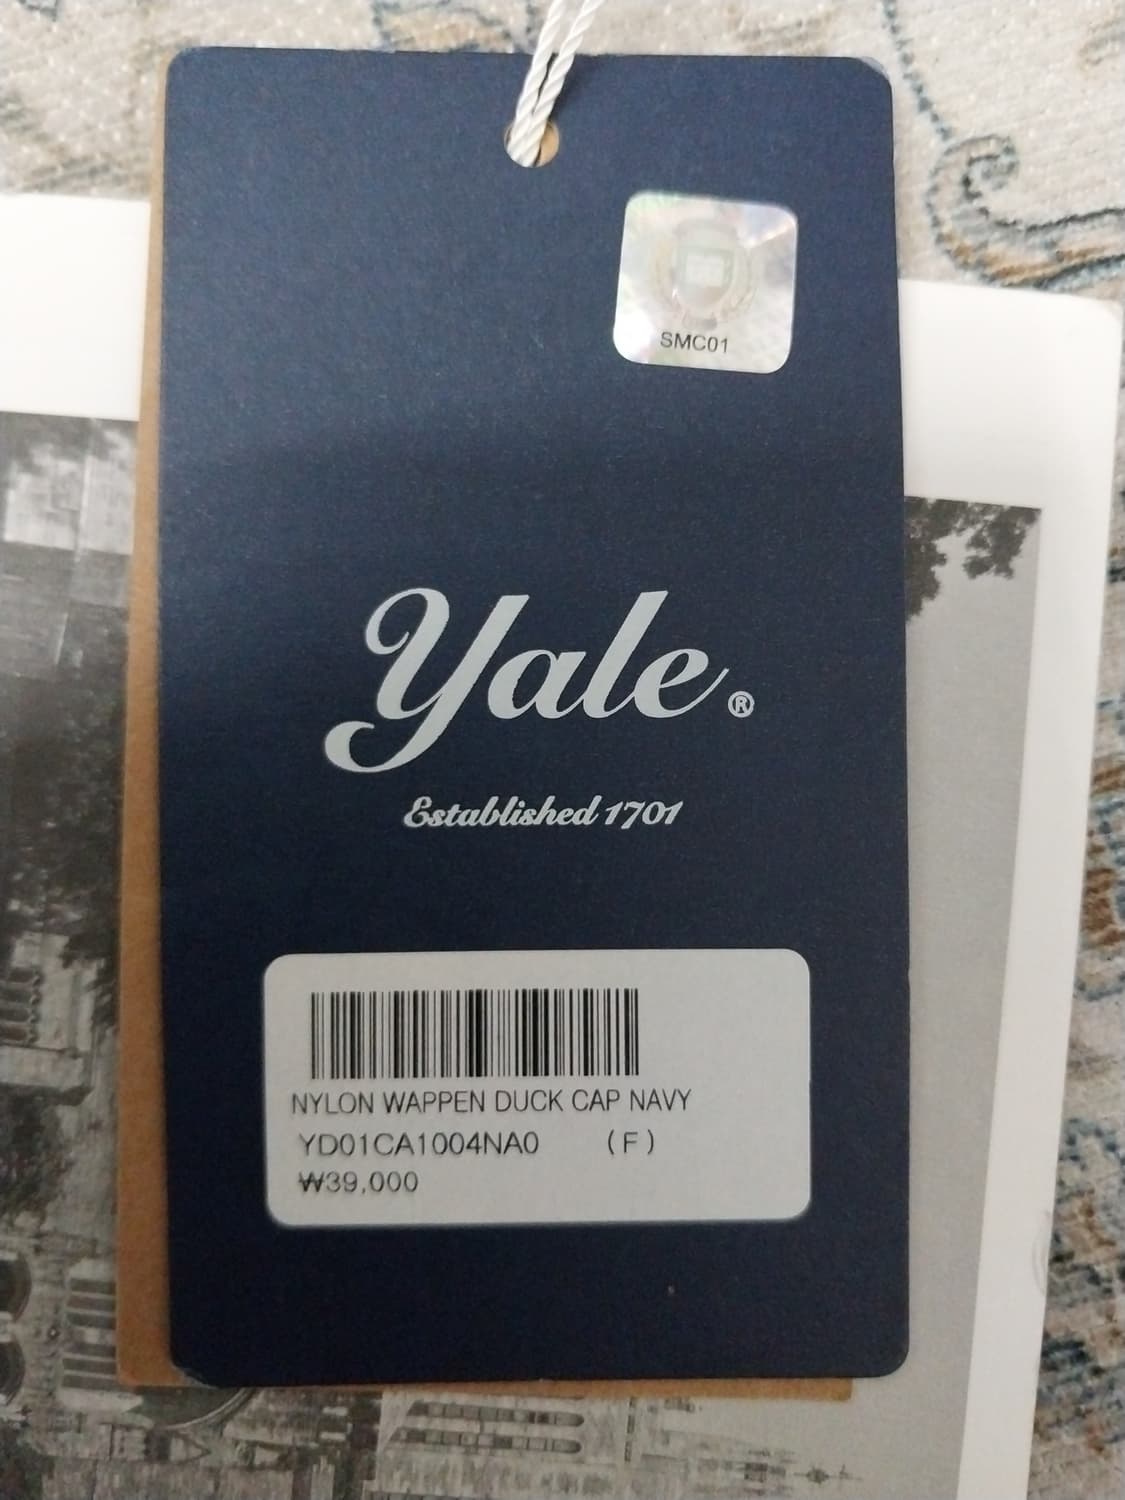 SMC01
Yale®
Established 1701
NYLON WAPPEN DUCK CAP NAVY
YD01CA1004NA0 (F)
₩39,000